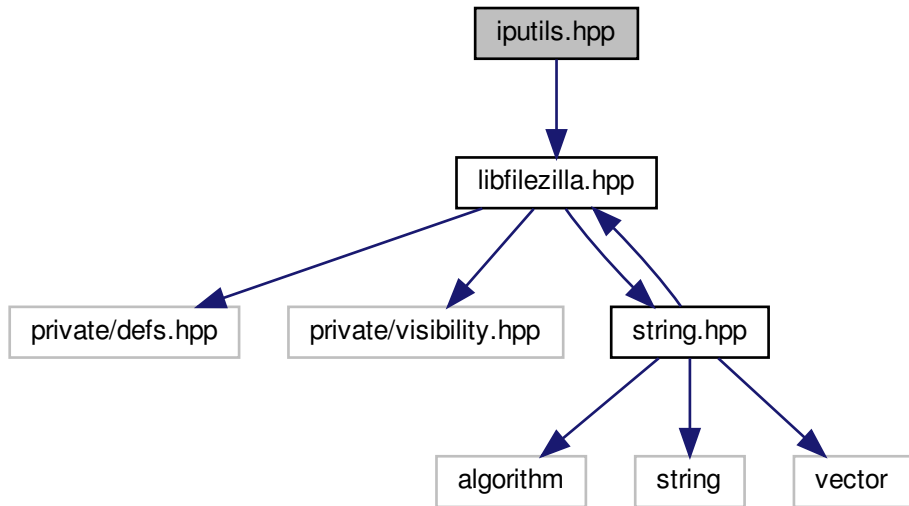 iputils.hpp
libfilezilla.hpp
private/defs.hpp
private/visibility.hpp
string.hpp
algorithm
string
vector